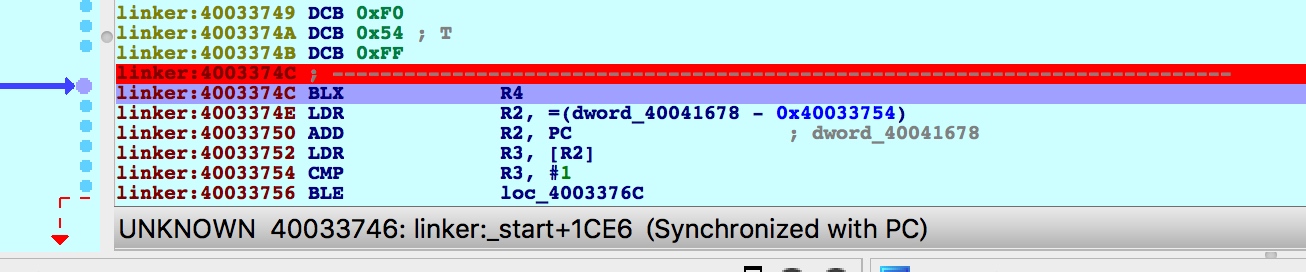 linker:40033749 DCB 0xF0
linker:4003374A DCB 0x54 ; T
linker:4003374B DCB 0xFF
linker:4003374C ; ---------------------------------------------------------------------------
linker:4003374C BLX R4
linker:4003374E LDR R2, =(dword_40041678 - 0x40033754)
linker:40033750 ADD R2, PC ; dword_40041678
linker:40033752 LDR R3, [R2]
linker:40033754 CMP R3, #1
linker:40033756 BLE loc_4003376C
UNKNOWN 40033746: linker:_start+1CE6 (Synchronized with PC)